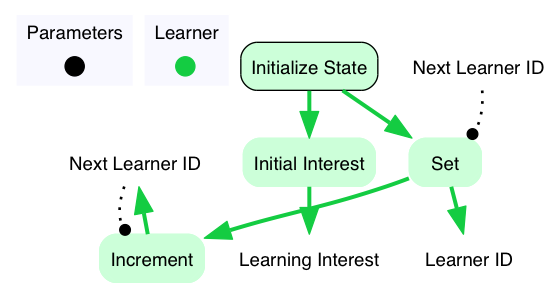 Parameters
Learner
Initialize State
Next Learner ID
Next Learner ID
Initial Interest
Set
Increment
Learning Interest
Learner ID